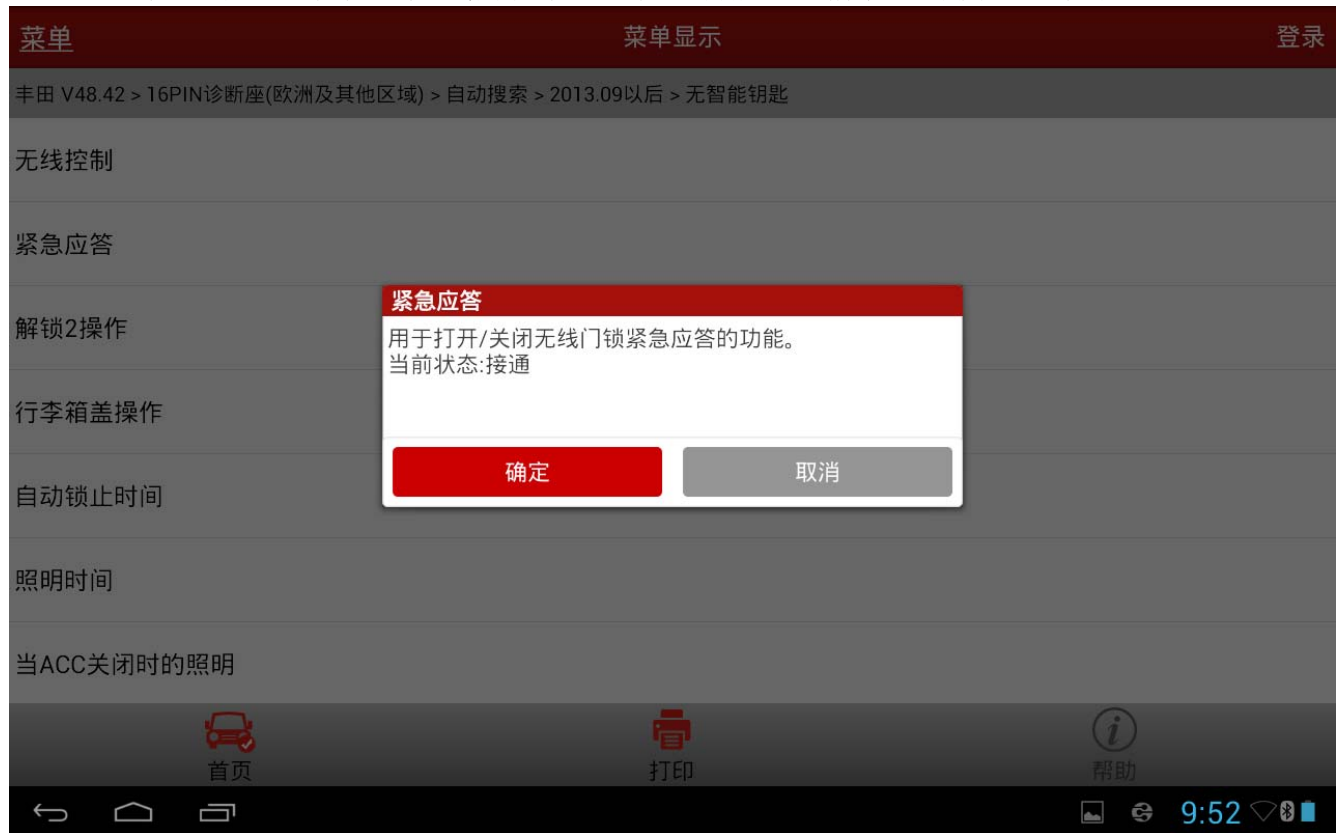 菜单
菜单显示
登录
丰田 V48.42 > 16PIN诊断座(欧洲及其他区域) > 自动搜索 > 2013.09以后 > 无智能钥匙
无线控制
紧急应答
解锁2操作
行李箱盖操作
自动锁止时间
照明时间
当ACC关闭时的照明
紧急应答
用于打开/关闭无线门锁紧急应答的功能。
当前状态:接通
确定
取消
首页
打印
帮助
9:52